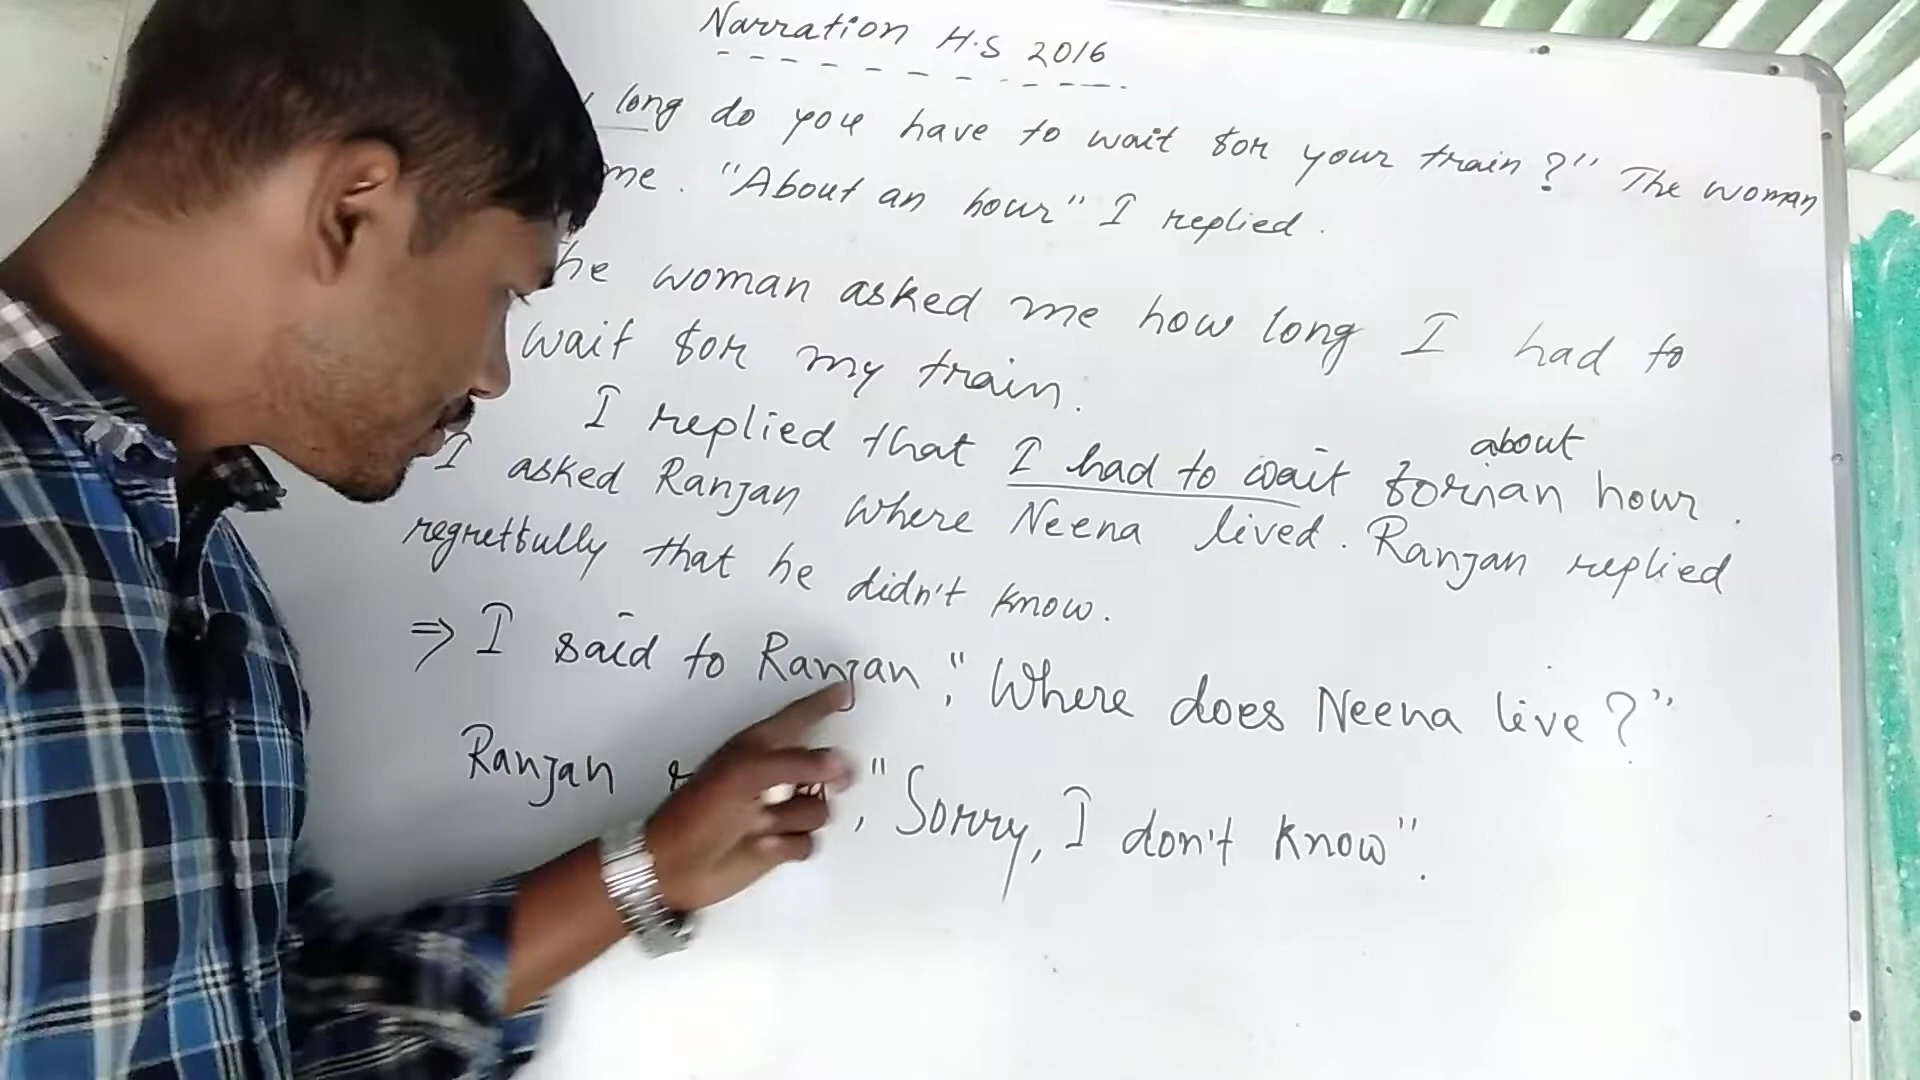 Narration H.S 2016
long do you have to wait for your train?" The woman
me. "About an hour" I replied.
he woman asked me how long I had to
wait for my train.
I replied that I had to wait for an hour.
about
I asked Ranjan where Neena lived. Ranjan replied
regretfully that he didn't know.
⇒ I said to Ranjan, "Where does Neena live?"
Ranjan , "Sorry, I don't know".